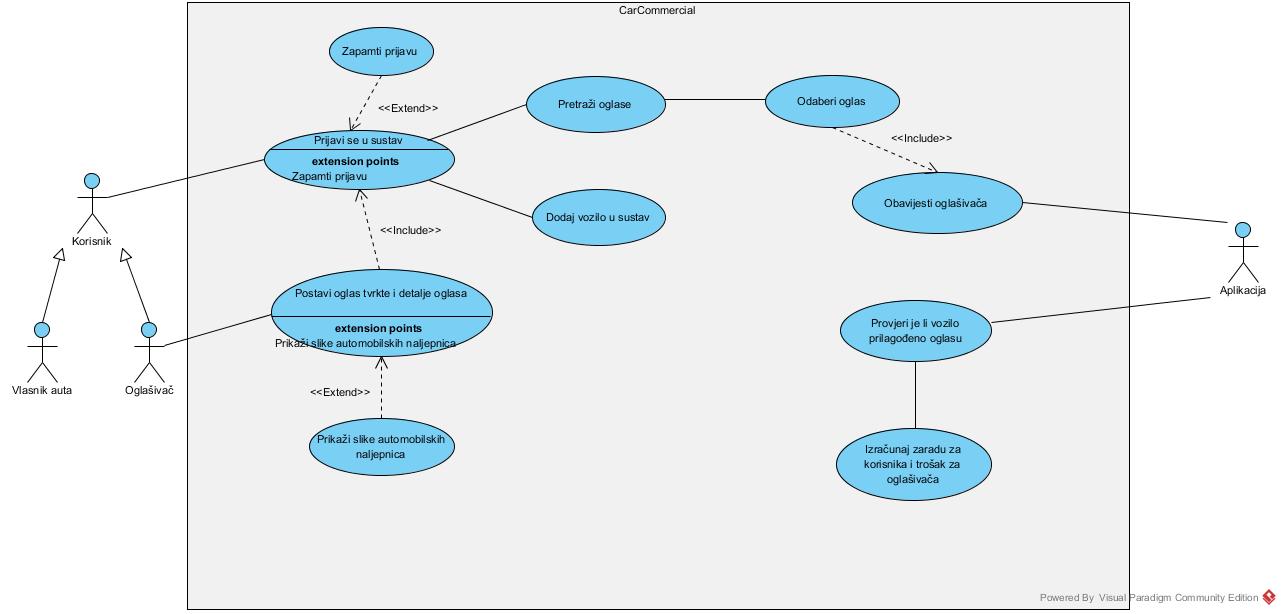 CarCommercial
Zapamti prijavu
<<Extend>>
Prijavi se u sustav
extension points
Zapamti prijavu
Pretraži oglase
Odaberi oglas
<<Include>>
Obavijesti oglašivača
Dodaj vozilo u sustav
Korisnik
<<Include>>
Aplikacija
Postavi oglas tvrtke i detalje oglasa
extension points
Prikaži slike automobilskih naljepnica
Provjeri je li vozilo
prilagođeno oglasu
Vlasnik auta
Oglašivač
<<Extend>>
Prikaži slike automobilskih
naljepnica
Izračunaj zaradu za
korisnika i trošak za
oglašivača
Powered By Visual Paradigm Community Edition